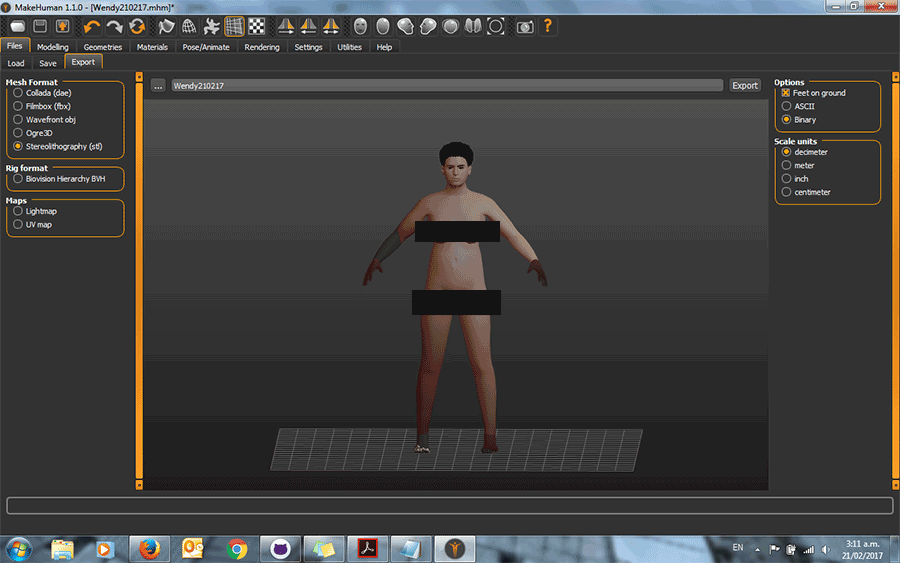 MakeHuman 1.1.0 - [Wendy210217.mhm]*
Files Modelling Geometries Materials Pose/Animate Rendering Settings Utilities Help
Load Save Export
Mesh Format
Collada (dae)
Filmbox (fbx)
Wavefront obj
Ogre3D
Stereolithography (stl)
Rig format
Biovision Hierarchy BVH
Maps
Lightmap
UV map
... Wendy210217 Export
Options
Feet on ground
ASCII
Binary
Scale units
decimeter
meter
inch
centimeter
EN
3:11 a.m.
21/02/2017